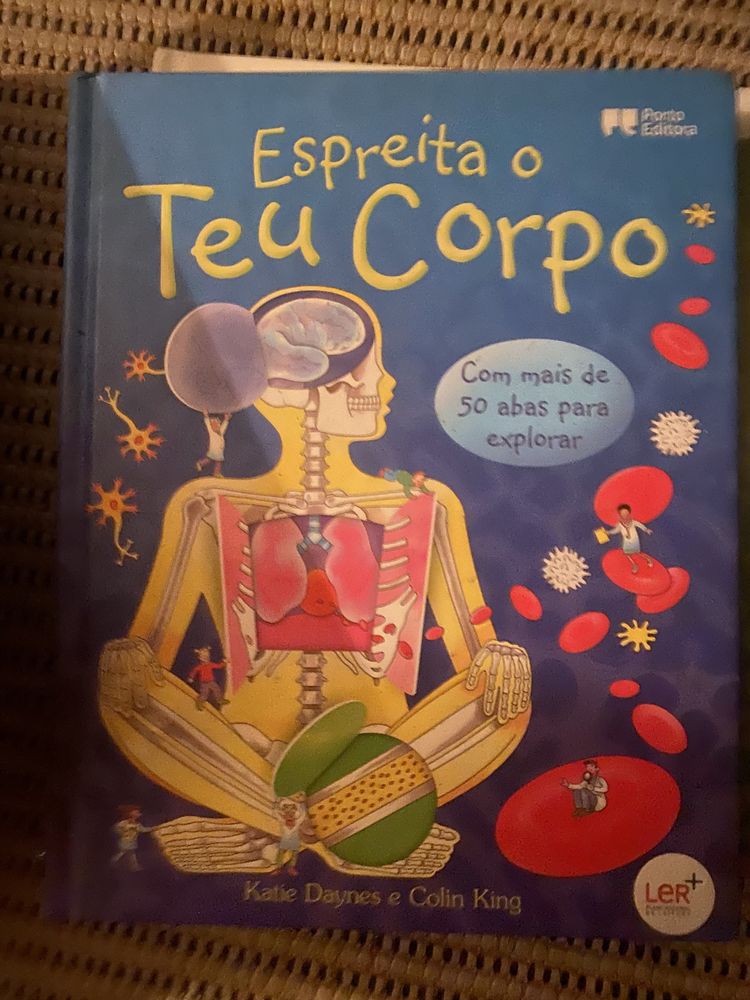 Porto
Editora
Espreita o
Teu Corpo
Com mais de
50 abas para
explorar
Katie Daynes e Colin King
LeR+